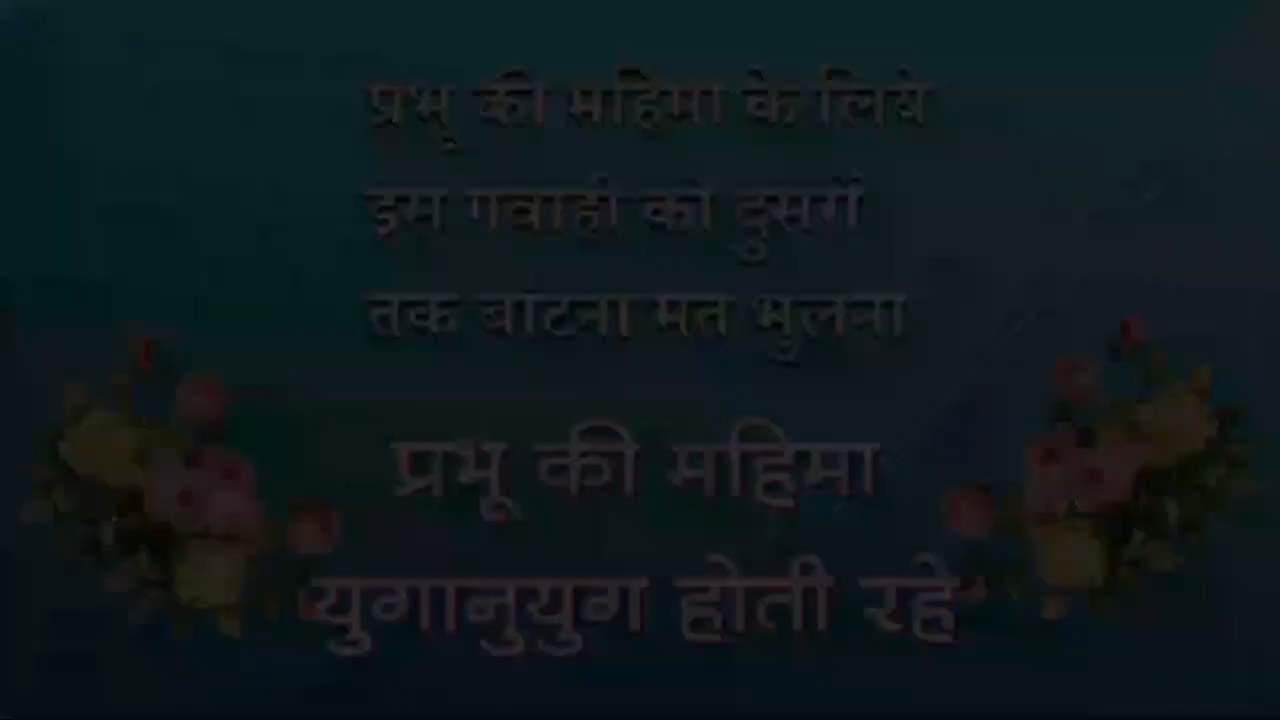 प्रभू की महिमा के लिये
इस गवाही को दुसरों
तक बांटना मत भुलना
प्रभू की महिमा
युगानुयुग होती रहे